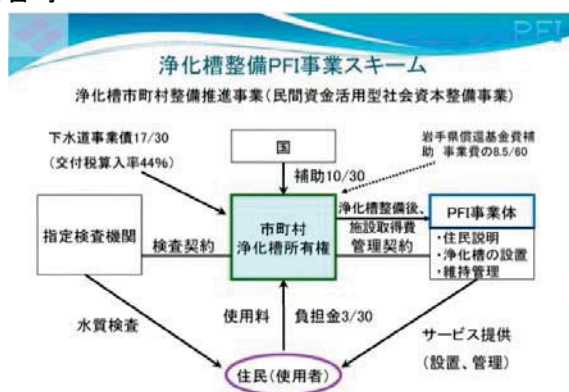 PFI
浄化槽整備PFI事業スキーム
浄化槽市町村整備推進事業(民間資金活用型社会資本整備事業)
下水道事業債17/30
(交付税算入率44%)
国
岩手県償還基金費補
助 事業費の8.5/60
補助10/30
指定検査機関
検査契約
市町村
浄化槽所有権
浄化槽整備後、
施設取得費
管理契約
PFI事業体
・住民説明
・浄化槽の設置
・維持管理
水質検査
使用料
負担金3/30
サービス提供
(設置、管理)
住民(使用者)